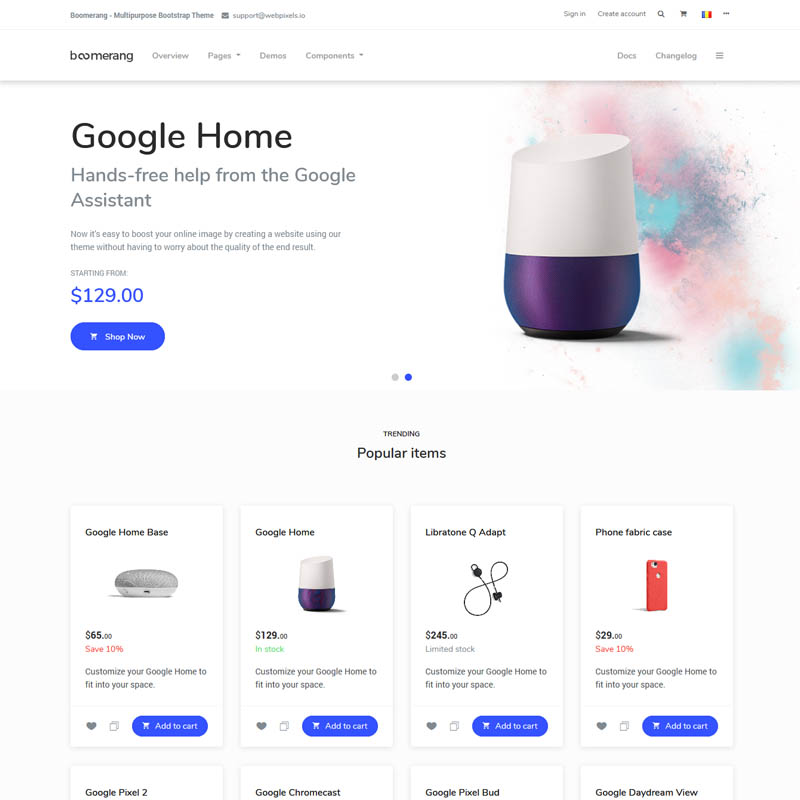 Boomerang - Multipurpose Bootstrap Theme support@webpixels.io Sign in Create account
boomerang Overview Pages Demos Components Docs Changelog
Google Home
Hands-free help from the Google
Assistant
Now it's easy to boost your online image by creating a website using our
theme without having to worry about the quality of the end result.
STARTING FROM:
$129.00
Shop Now
TRENDING
Popular items
Google Home Base Google Home Libratone Q Adapt Phone fabric case
$65.00 $129.00 $245.00 $29.00
Save 10% In stock Limited stock Save 10%
Customize your Google Home to Customize your Google Home to Customize your Google Home to Customize your Google Home to
fit into your space. fit into your space. fit into your space. fit into your space.
Add to cart Add to cart Add to cart Add to cart
Google Pixel 2 Google Chromecast Google Pixel Bud Google Daydream View